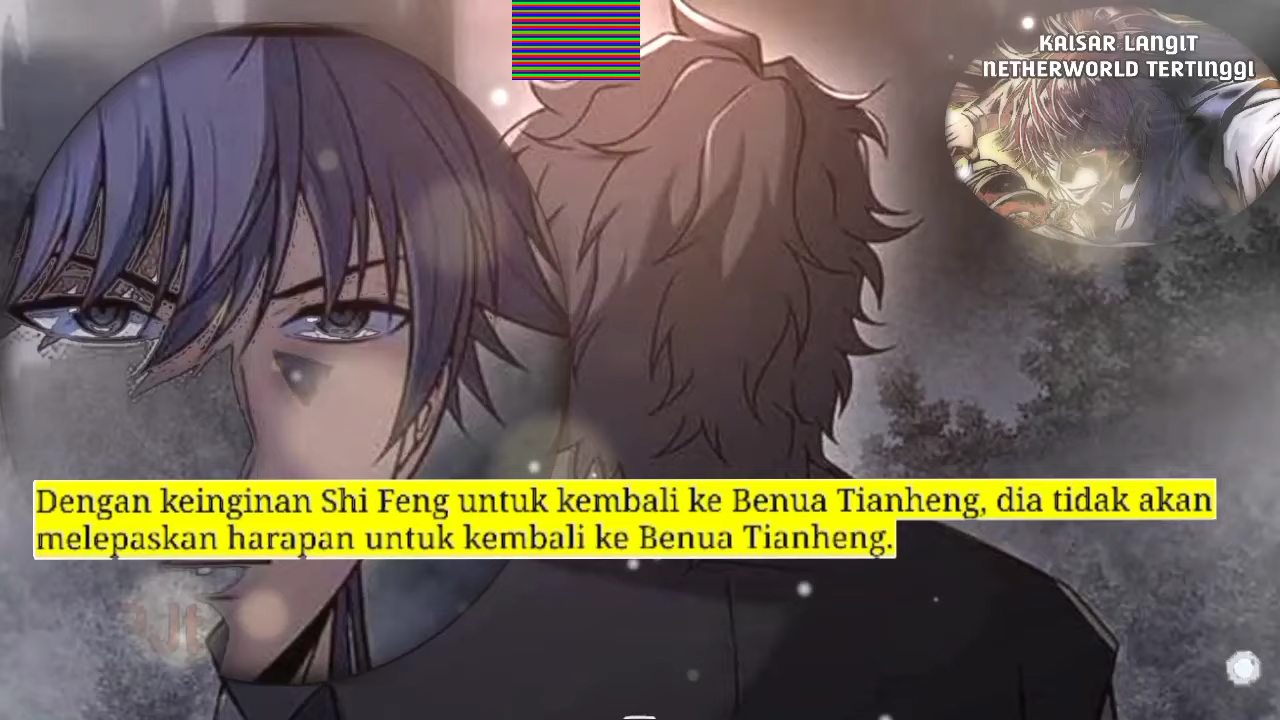 KAISAR LANGIT
NETHERWORLD TERTINGGI
Dengan keinginan Shi Feng untuk kembali ke Benua Tianheng, dia tidak akan
melepaskan harapan untuk kembali ke Benua Tianheng.